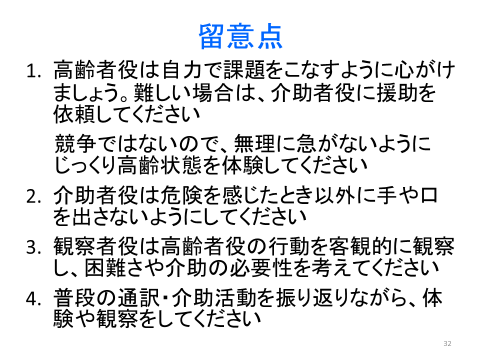 留意点
1. 高齢者役は自力で課題をこなすように心がけ
ましょう。難しい場合は、介助者役に援助を
依頼してください
競争ではないので、無理に急がないように
じっくり高齢状態を体験してください
2. 介助者役は危険を感じたとき以外に手や口
を出さないようにしてください
3. 観察者役は高齢者役の行動を客観的に観察
し、困難さや介助の必要性を考えてください
4. 普段の通訳・介助活動を振り返りながら、体
験や観察をしてください
32